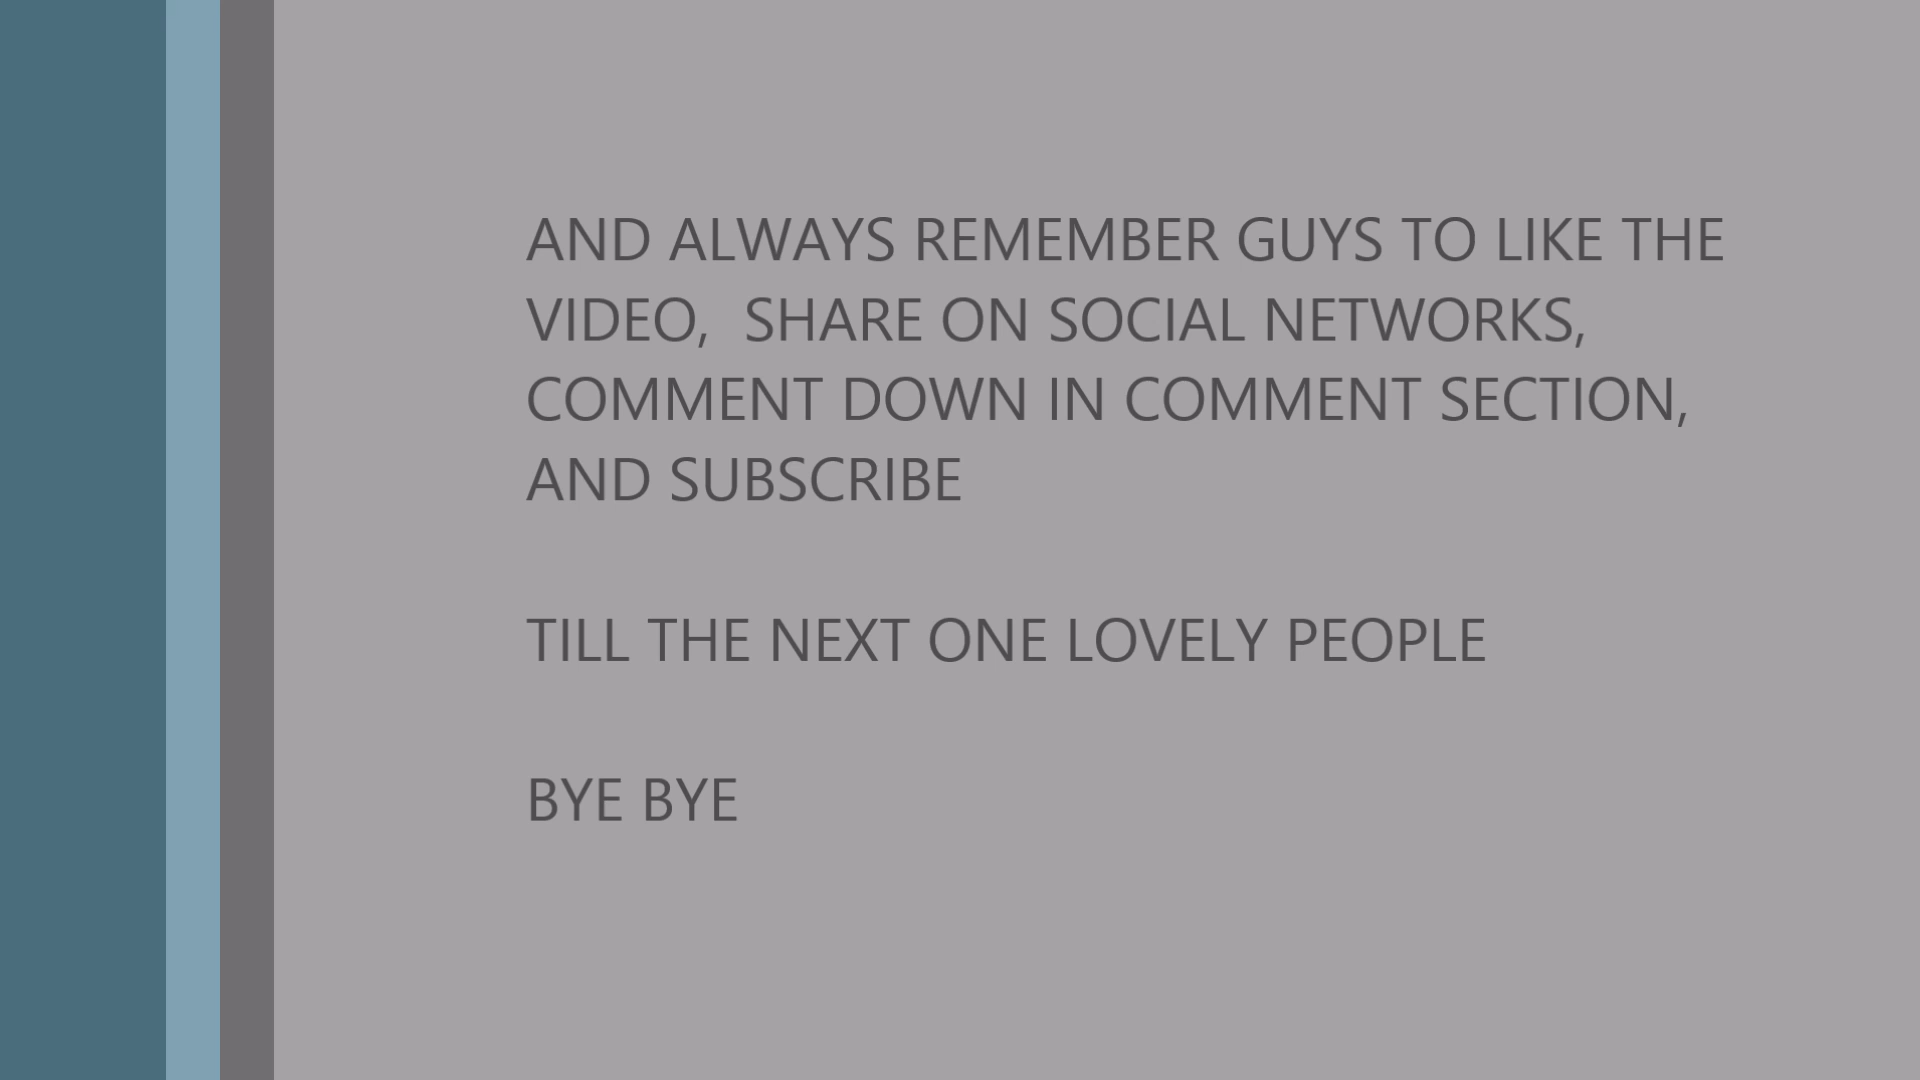 AND ALWAYS REMEMBER GUYS TO LIKE THE
VIDEO,  SHARE ON SOCIAL NETWORKS,
COMMENT DOWN IN COMMENT SECTION,
AND SUBSCRIBE
TILL THE NEXT ONE LOVELY PEOPLE
BYE BYE